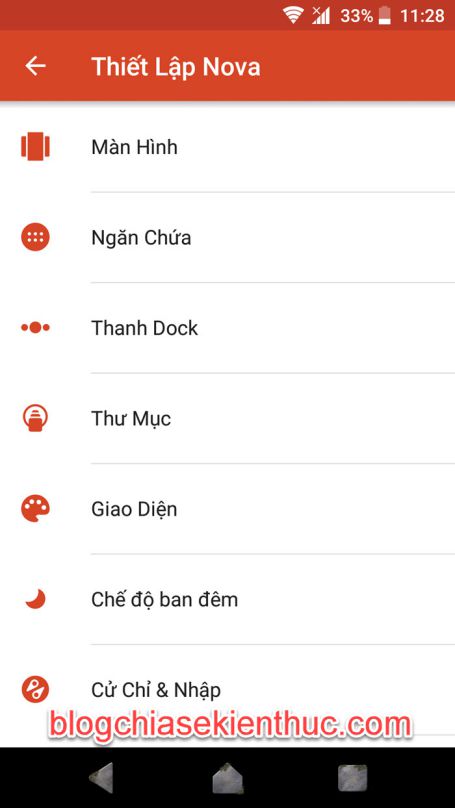 33% 11:28
Thiết Lập Nova
Màn Hình
Ngăn Chứa
Thanh Dock
Thư Mục
Giao Diện
Chế độ ban đêm
Cử Chỉ & Nhập
blogchiasekienthuc.com